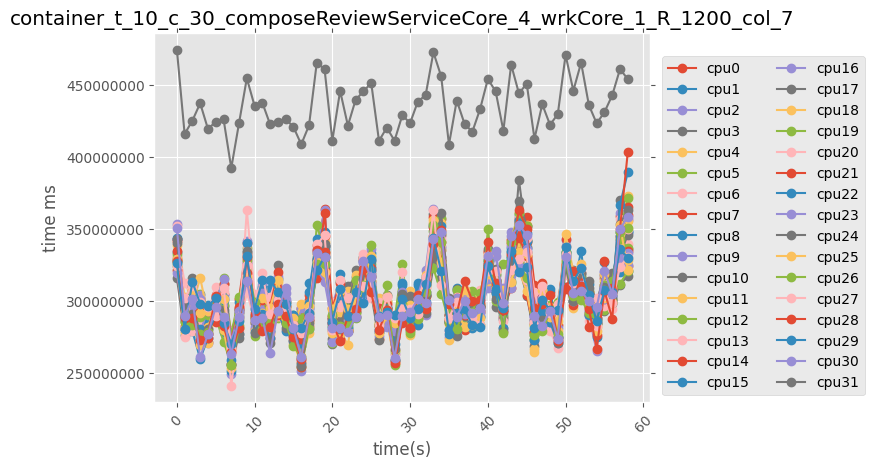 container_t_10_c_30_composeReviewServiceCore_4_wrkCore_1_R_1200_col_7
time ms
450000000
400000000
350000000
300000000
250000000
0
10
20
30
40
50
60
time(s)
cpu0
cpu1
cpu2
cpu3
cpu4
cpu5
cpu6
cpu7
cpu8
cpu9
cpu10
cpu11
cpu12
cpu13
cpu14
cpu15
cpu16
cpu17
cpu18
cpu19
cpu20
cpu21
cpu22
cpu23
cpu24
cpu25
cpu26
cpu27
cpu28
cpu29
cpu30
cpu31